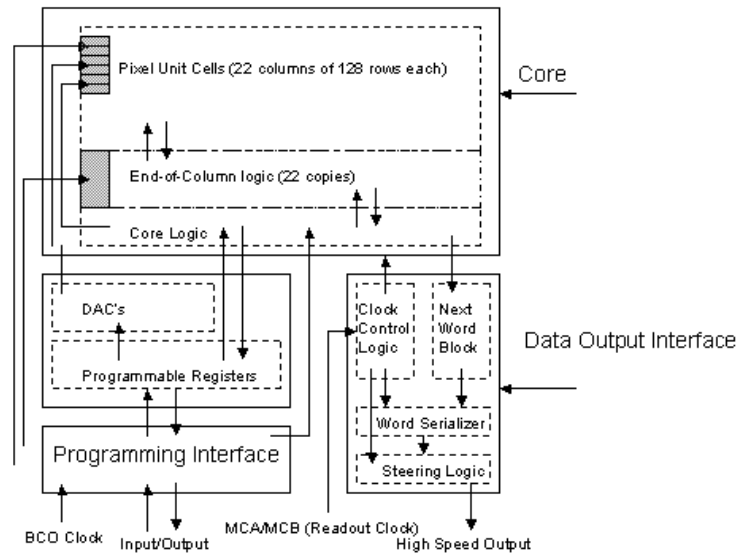 Pixel Unit Cells (22 columns of 128 rows each)
Core
End-of-Column logic (22 copies)
Core Logic
DAC's
Programmable Registers
Clock
Control
Logic
Next
Word
Block
Data Output Interface
Word Serializer
Steering Logic
Programming Interface
BCO Clock
Input/Output
MCA/MCB (Readout Clock)
High Speed Output